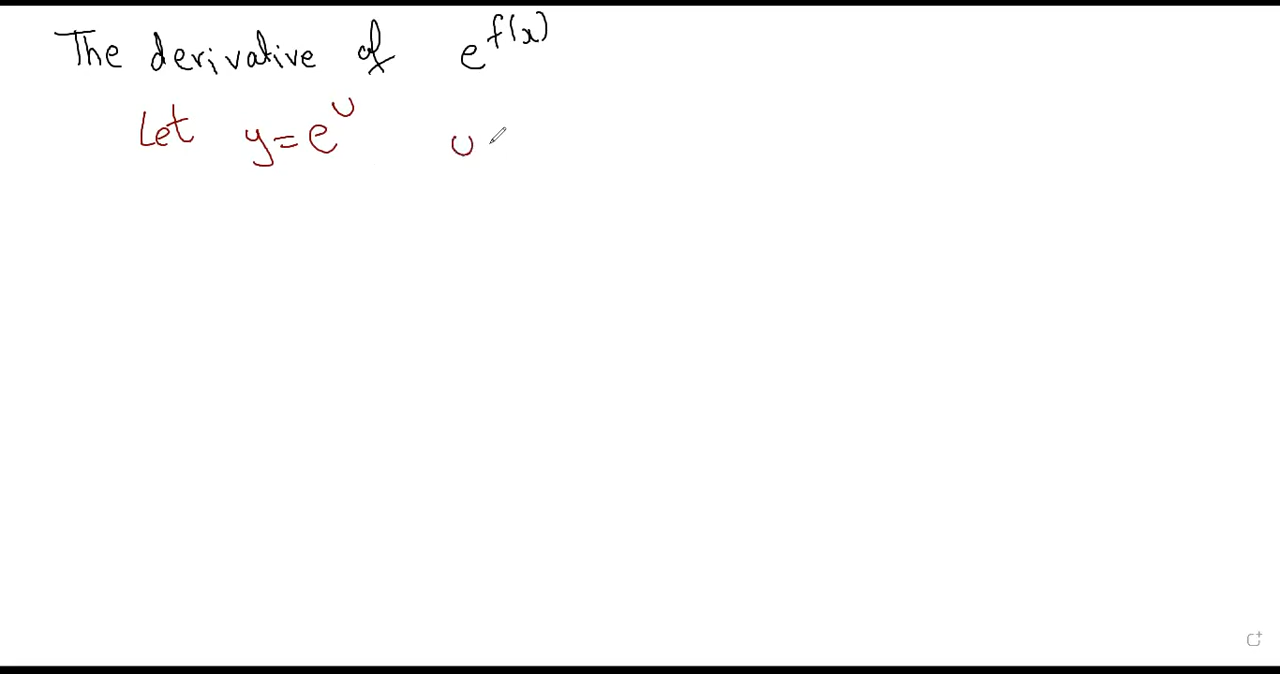 The derivative of e^f(x)
Let y=e^u u